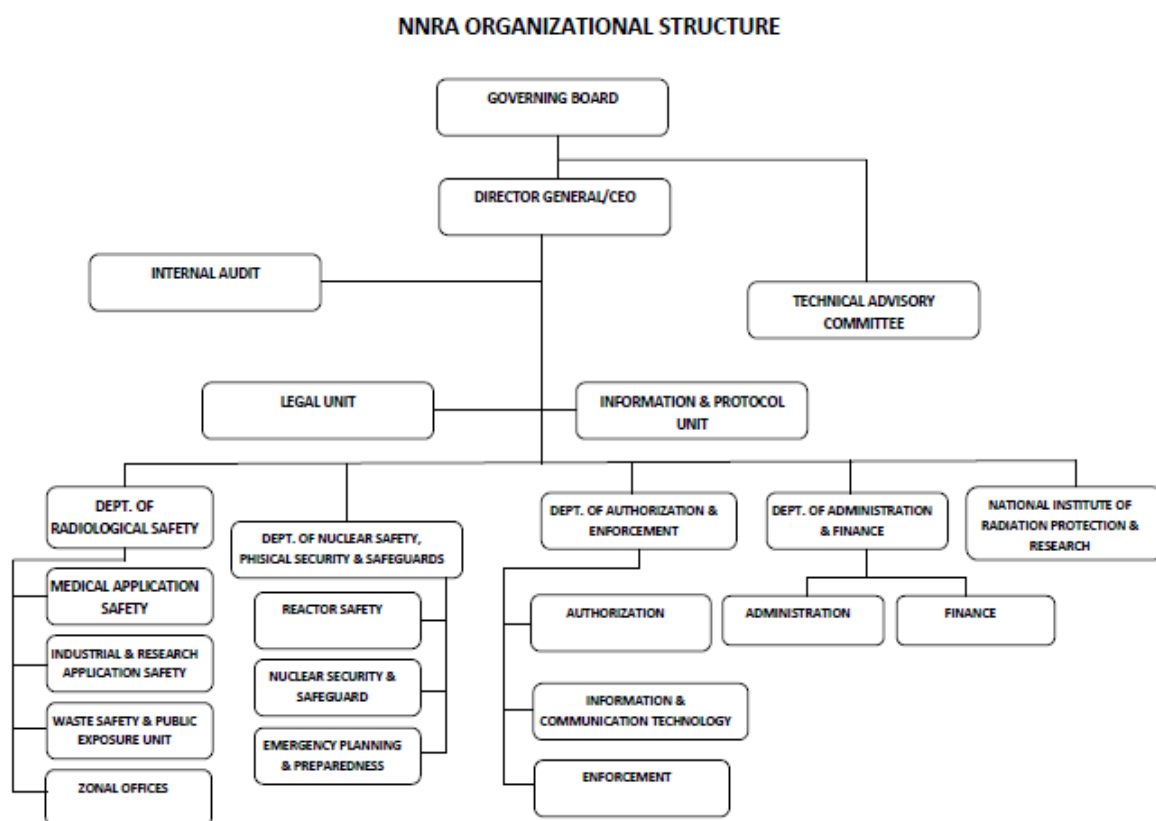 NNRA ORGANIZATIONAL STRUCTURE
GOVERNING BOARD
DIRECTOR GENERAL/CEO
INTERNAL AUDIT
TECHNICAL ADVISORY
COMMITTEE
LEGAL UNIT
INFORMATION & PROTOCOL
UNIT
DEPT. OF
RADIOLOGICAL SAFETY
MEDICAL APPLICATION
SAFETY
INDUSTRIAL & RESEARCH
APPLICATION SAFETY
WASTE SAFETY & PUBLIC
EXPOSURE UNIT
ZONAL OFFICES
DEPT. OF NUCLEAR SAFETY,
PHISICAL SECURITY & SAFEGUARDS
REACTOR SAFETY
NUCLEAR SECURITY &
SAFEGUARD
EMERGENCY PLANNING
& PREPAREDNESS
DEPT. OF AUTHORIZATION &
ENFORCEMENT
AUTHORIZATION
INFORMATION &
COMMUNICATION TECHNOLOGY
ENFORCEMENT
DEPT. OF ADMINISTRATION
& FINANCE
ADMINISTRATION
FINANCE
NATIONAL INSTITUTE OF
RADIATION PROTECTION &
RESEARCH